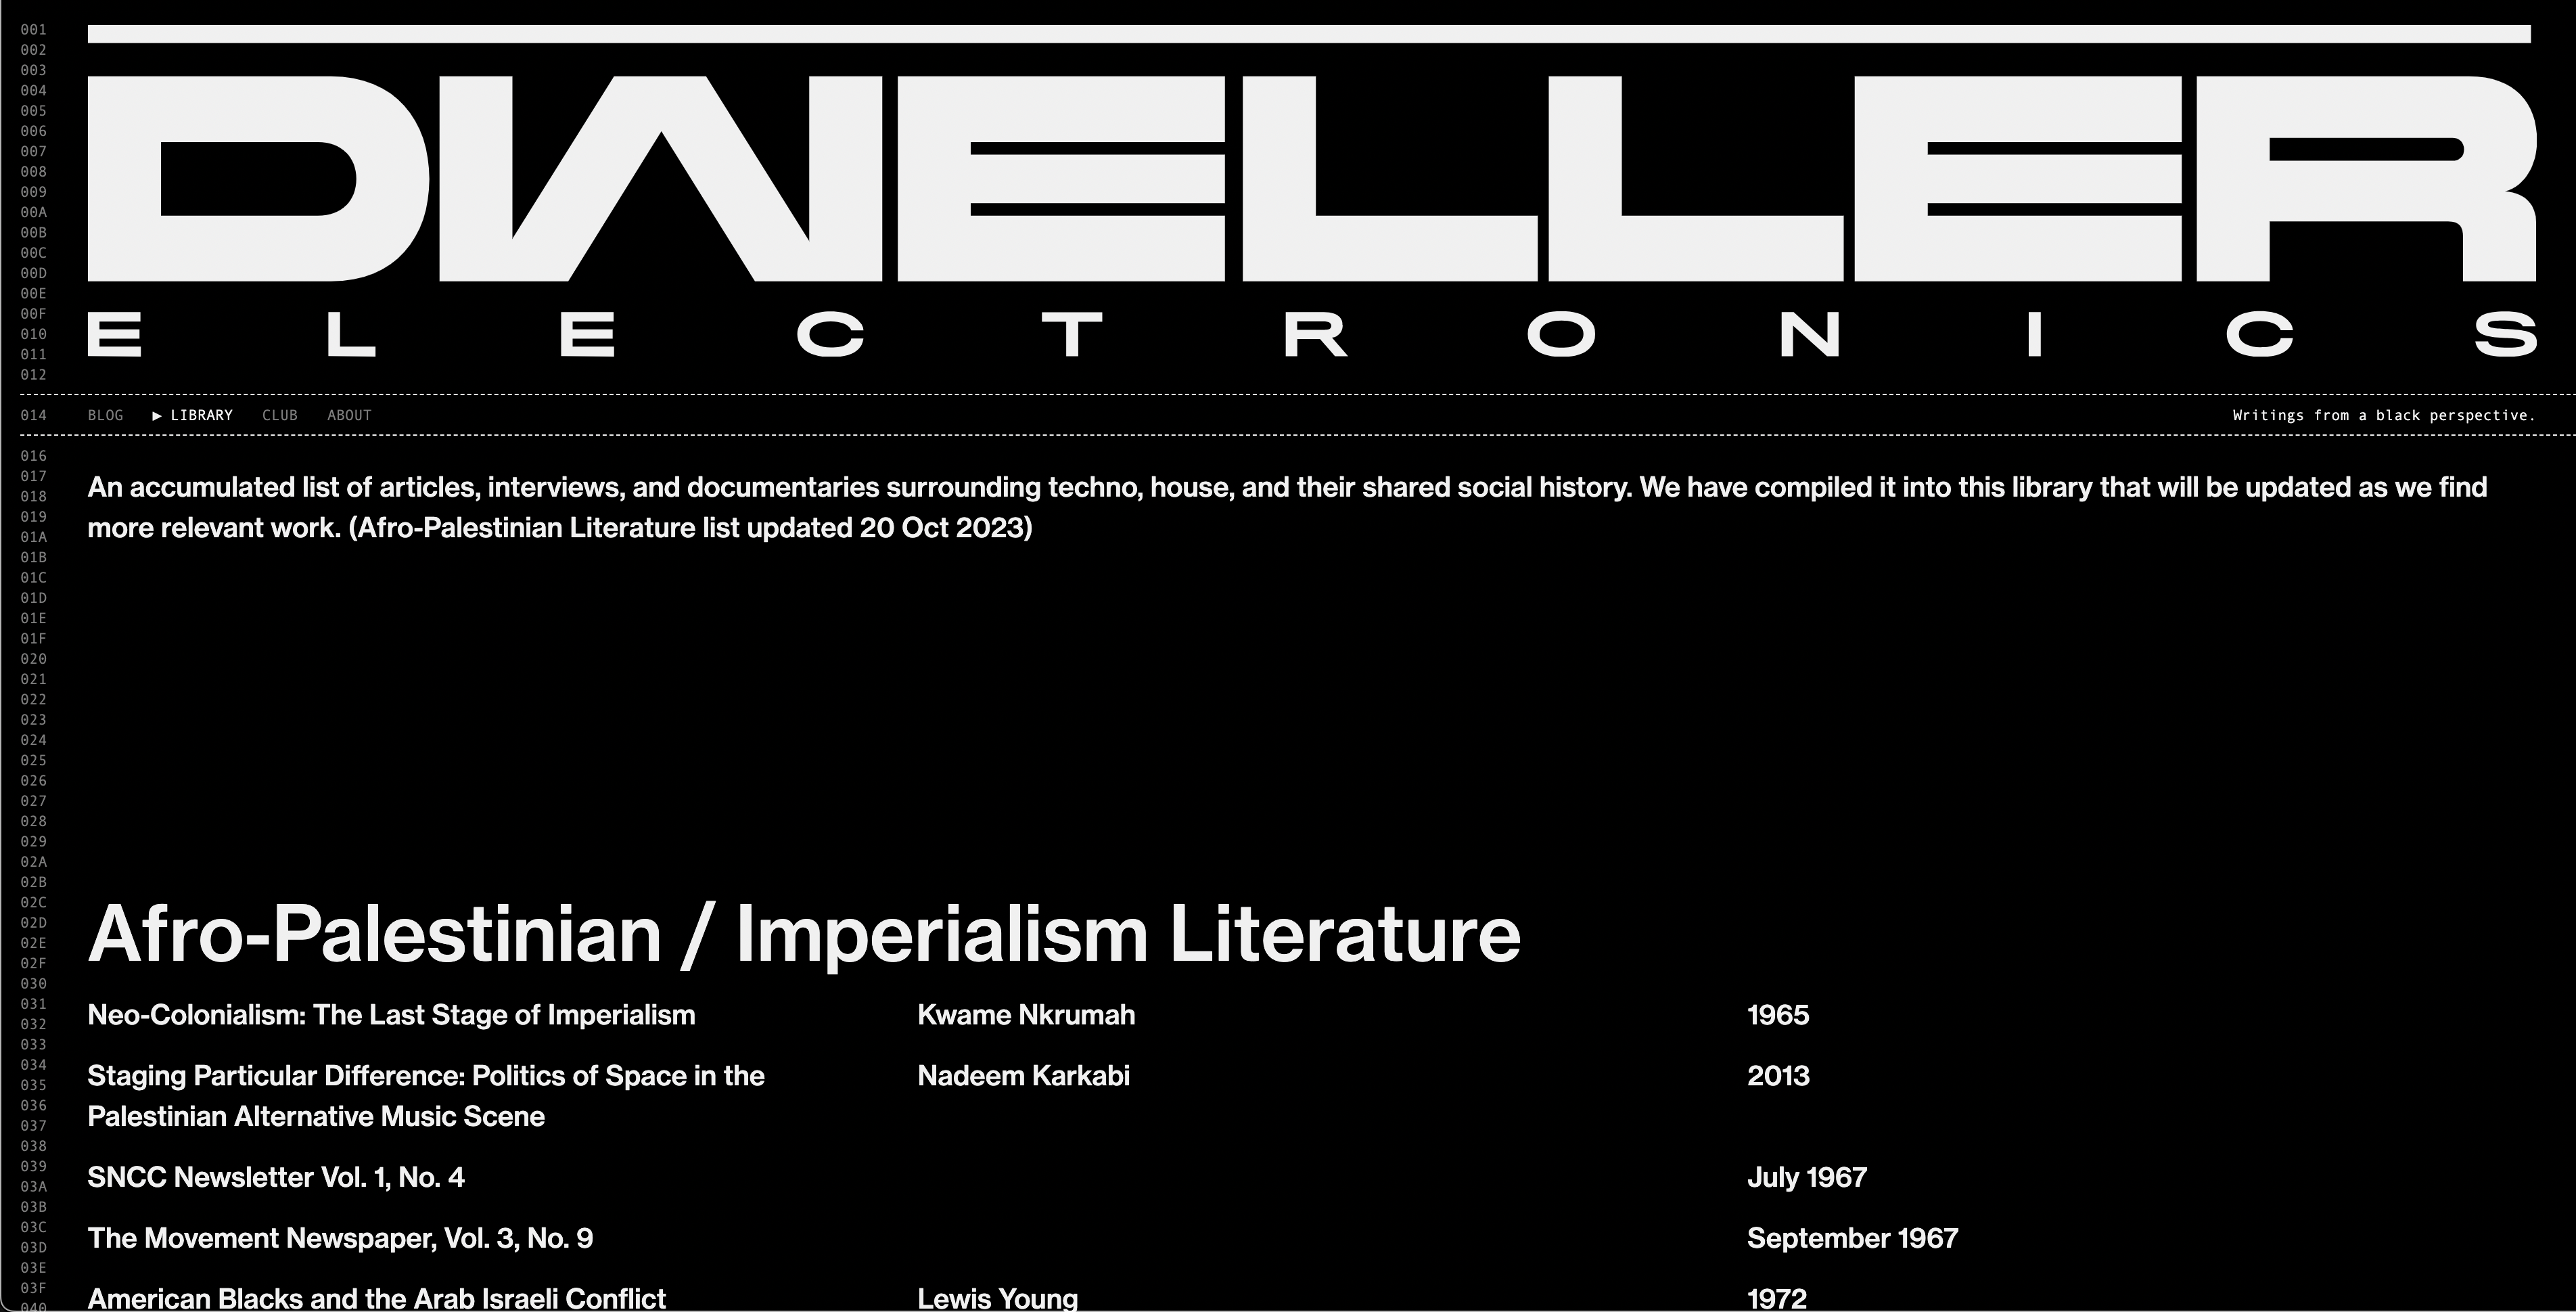 001
002
003
004
005
006
007
008
009
00A
00B
00C
00D
DWELLER
00E
00F
010
011
ELECTRONICS
012
014 BLOG ▶ LIBRARY CLUB ABOUT Writings from a black perspective.
016
017
018
An accumulated list of articles, interviews, and documentaries surrounding techno, house, and their shared social history. We have compiled it into this library that will be updated as we find
019
01A
more relevant work. (Afro-Palestinian Literature list updated 20 Oct 2023)
01B
01C
01D
01E
01F
020
021
022
023
024
025
026
027
028
029
02A
02B
02C
02D
02E
02F
Afro-Palestinian / Imperialism Literature
030
031
032
Neo-Colonialism: The Last Stage of Imperialism Kwame Nkrumah 1965
033
034
035
Staging Particular Difference: Politics of Space in the Nadeem Karkabi 2013
036
037
Palestinian Alternative Music Scene
038
039
03A
SNCC Newsletter Vol. 1, No. 4 July 1967
03B
03C
03D
The Movement Newspaper, Vol. 3, No. 9 September 1967
03E
03F
040
American Blacks and the Arab Israeli Conflict Lewis Young 1972